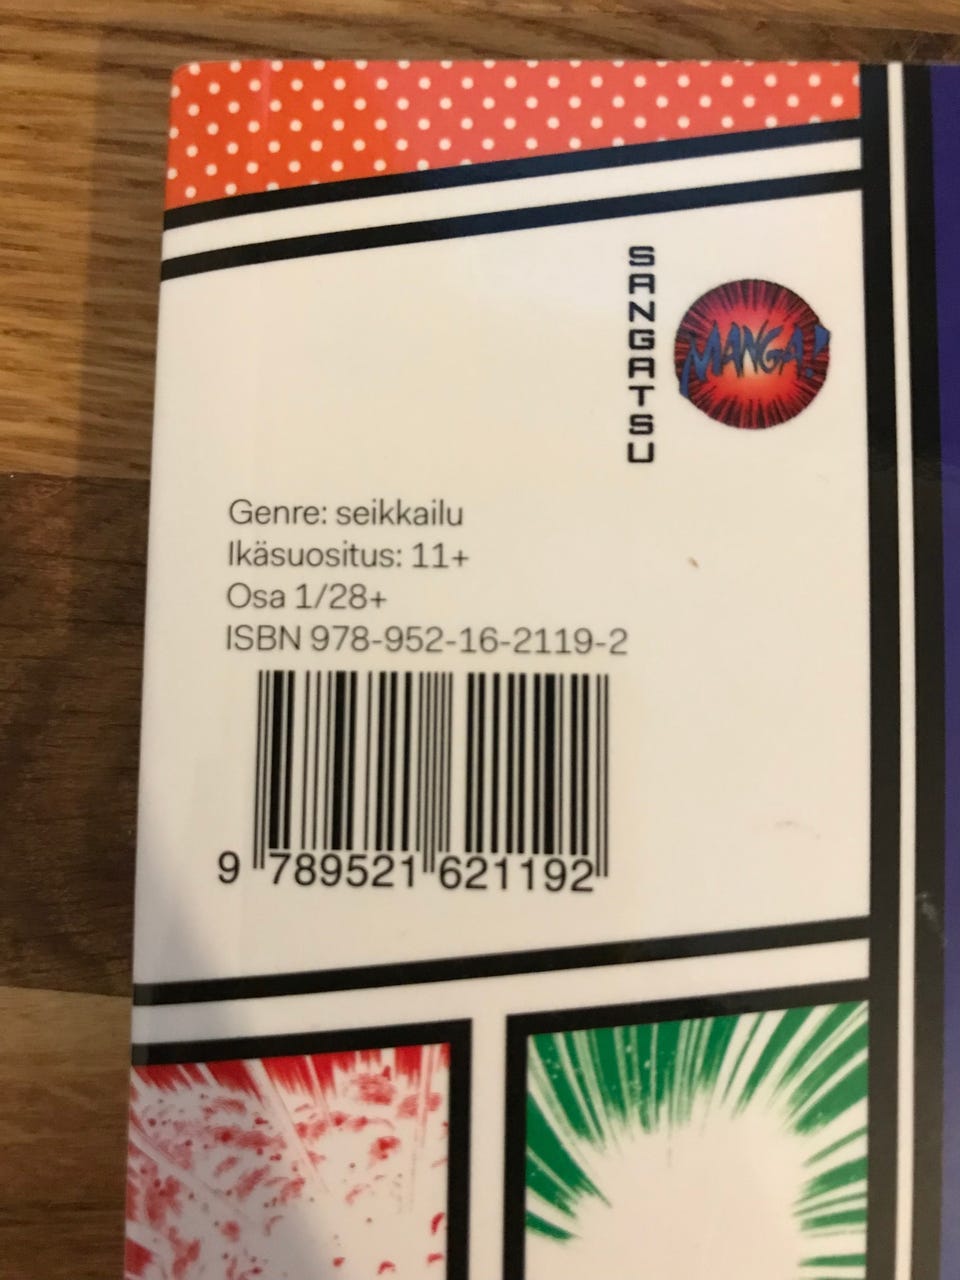 SANGATSU
MANGA!
Genre: seikkailu
Ikäsuositus: 11+
Osa 1/28+
ISBN 978-952-16-2119-2
9 789521 621192